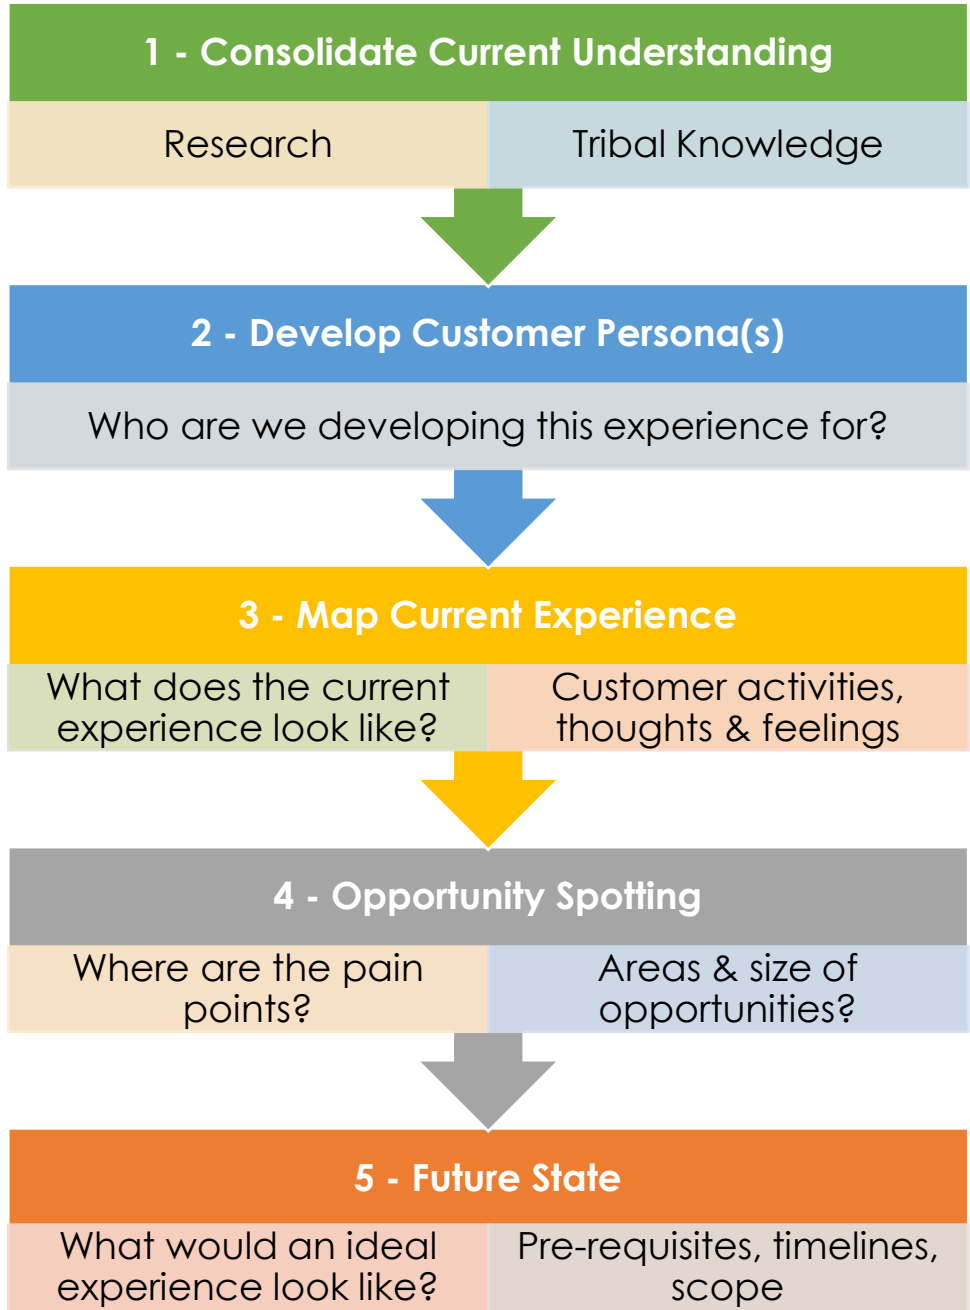 1 - Consolidate Current Understanding
Research
Tribal Knowledge
2 - Develop Customer Persona(s)
Who are we developing this experience for?
3 - Map Current Experience
What does the current
experience look like?
Customer activities,
thoughts & feelings
4 - Opportunity Spotting
Where are the pain
points?
Areas & size of
opportunities?
5 - Future State
What would an ideal
experience look like?
Pre-requisites, timelines,
scope